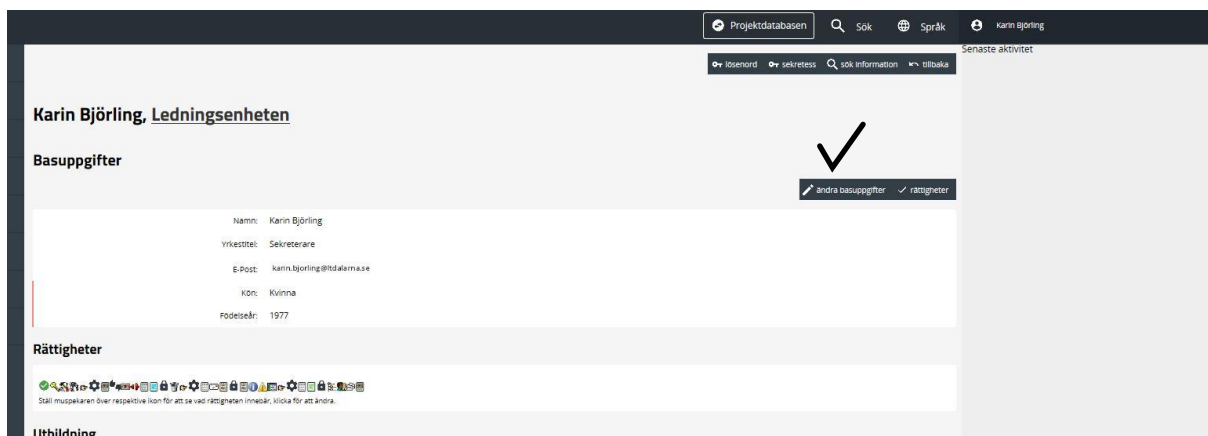 Projektdatabasen Sök Språk Karin Björling
Senaste aktivitet
lösenord sekretess sök information tillbaka
Karin Björling, Ledningsenheten
Basuppgifter
ändra basuppgifter rättigheter
Namn: Karin Björling
Yrkestitel: Sekreterare
E-Post: karin.bjorling@ltdalarna.se
Kön: Kvinna
Födelseår: 1977
Rättigheter
Ställ muspekaren över respektive ikon för att se vad rättigheten innebär, klicka för att ändra.
Utbildning